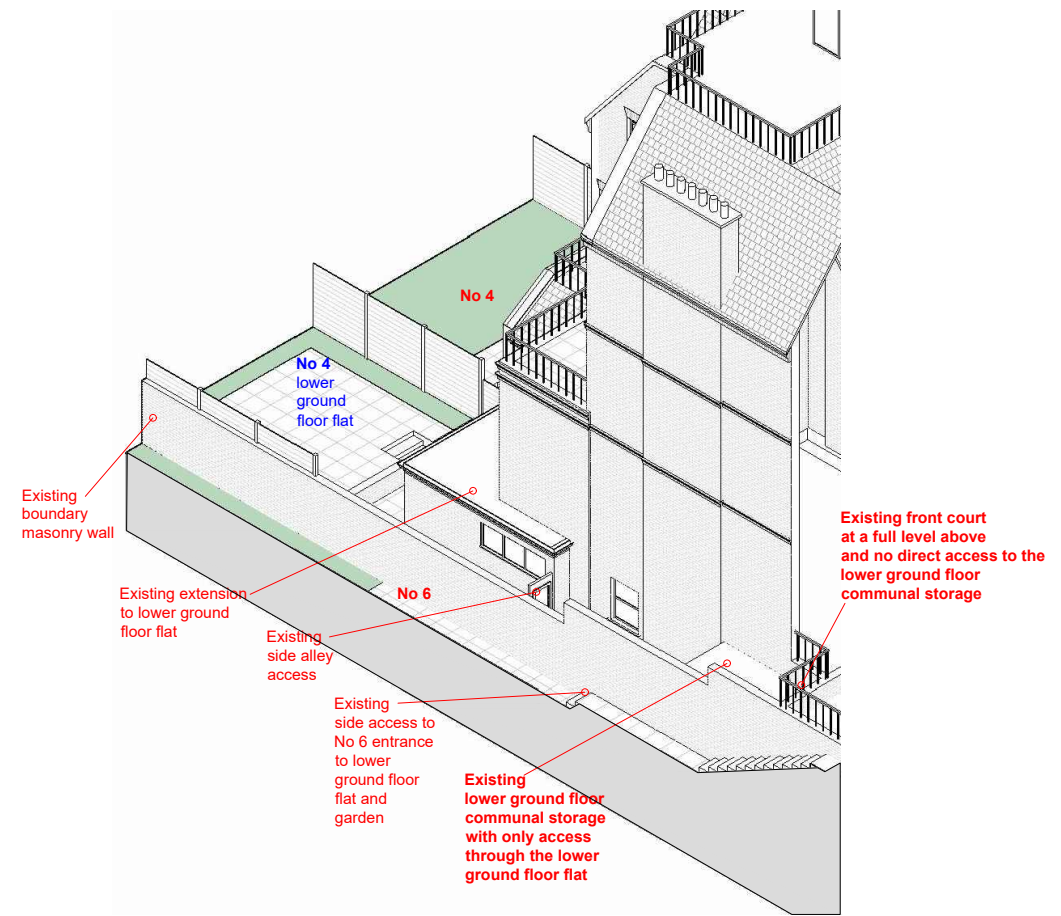 No 4
No 4
lower
ground
floor flat
Existing
boundary
masonry wall
Existing front court
at a full level above
and no direct access to the
lower ground floor
communal storage
Existing extension
to lower ground
floor flat
No 6
Existing
side alley
access
Existing
side access to
No 6 entrance
to lower
ground floor
flat and
garden
Existing
lower ground floor
communal storage
with only access
through the lower
ground floor flat